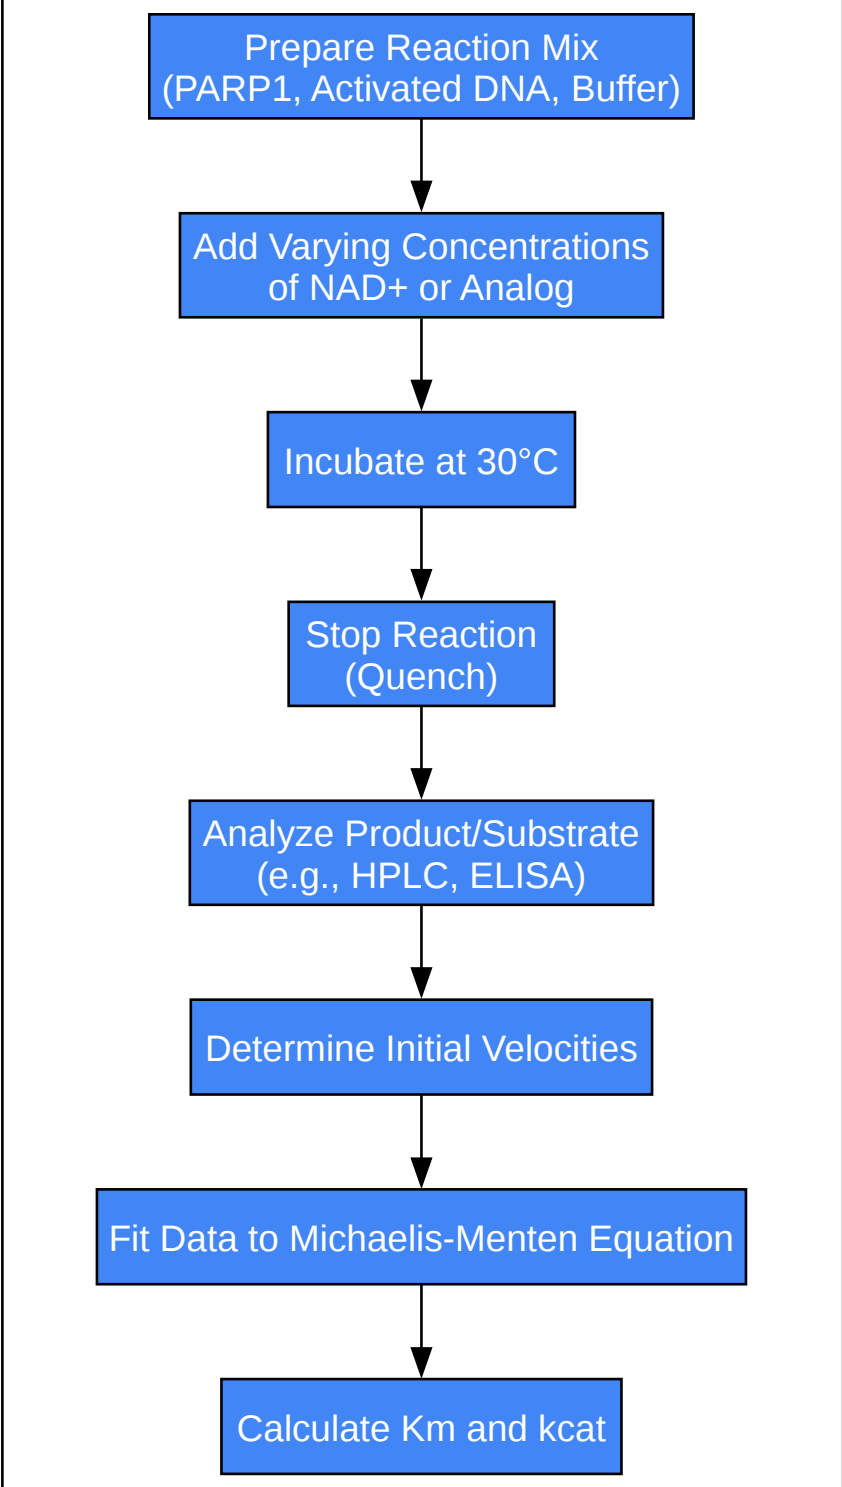 Prepare Reaction Mix
(PARP1, Activated DNA, Buffer)
Add Varying Concentrations
of NAD+ or Analog
Incubate at 30°C
Stop Reaction
(Quench)
Analyze Product/Substrate
(e.g., HPLC, ELISA)
Determine Initial Velocities
Fit Data to Michaelis-Menten Equation
Calculate Km and kcat